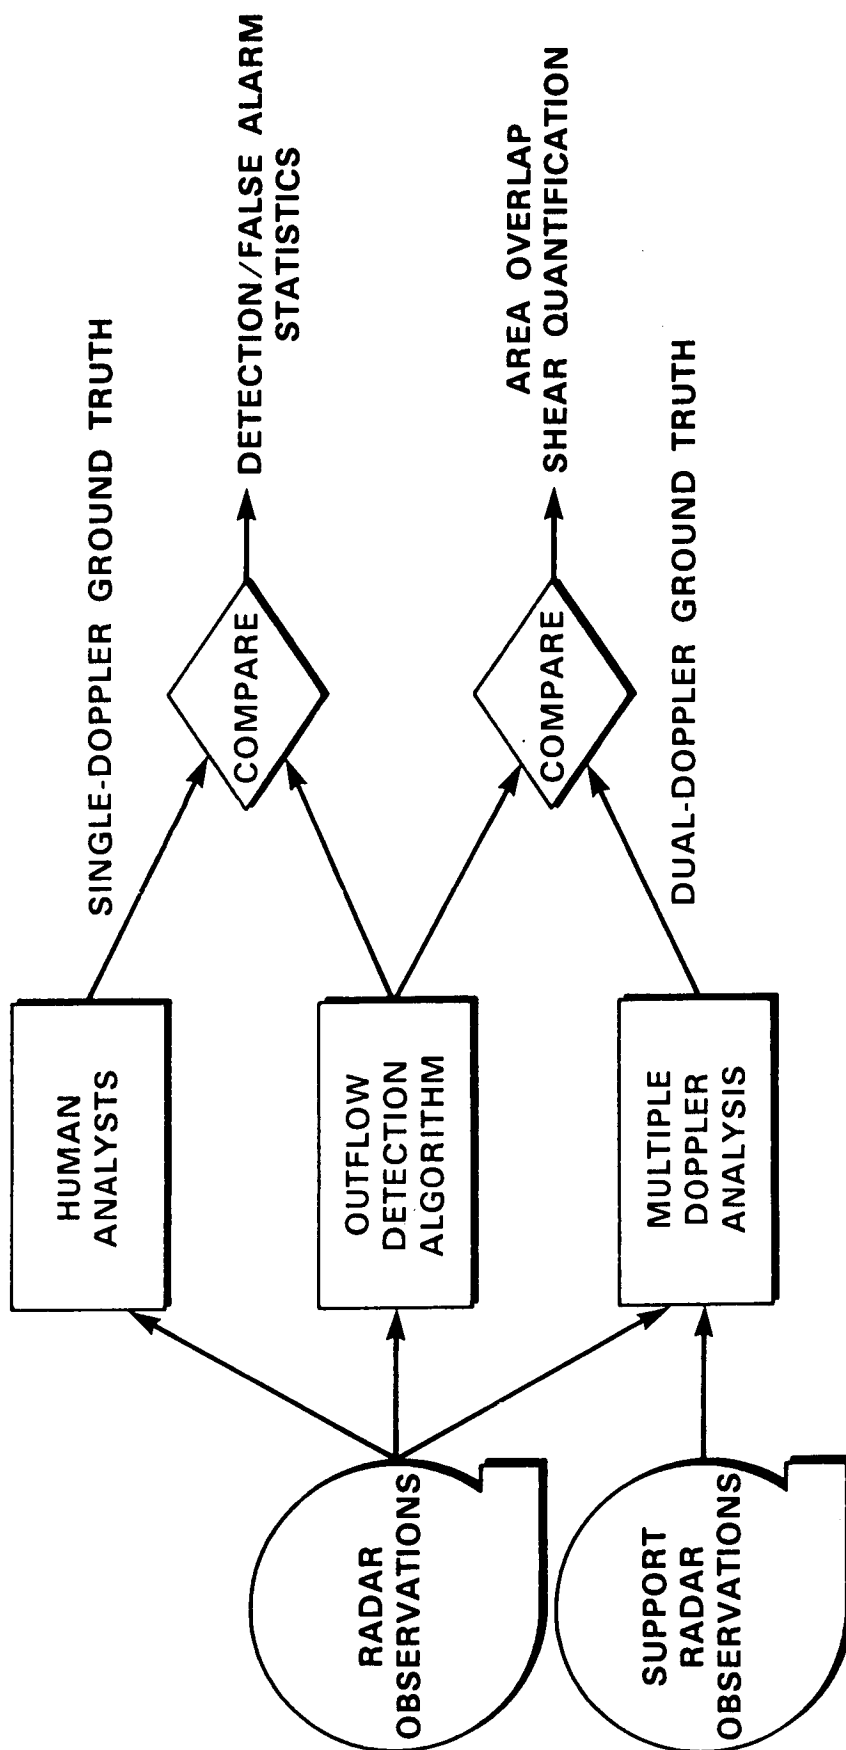 RADAR
OBSERVATIONS
SUPPORT
RADAR
OBSERVATIONS
HUMAN
ANALYSTS
OUTFLOW
DETECTION
ALGORITHM
MULTIPLE
DOPPLER
ANALYSIS
SINGLE-DOPPLER GROUND TRUTH
COMPARE
DETECTION/FALSE ALARM
STATISTICS
COMPARE
AREA OVERLAP
SHEAR QUANTIFICATION
DUAL-DOPPLER GROUND TRUTH